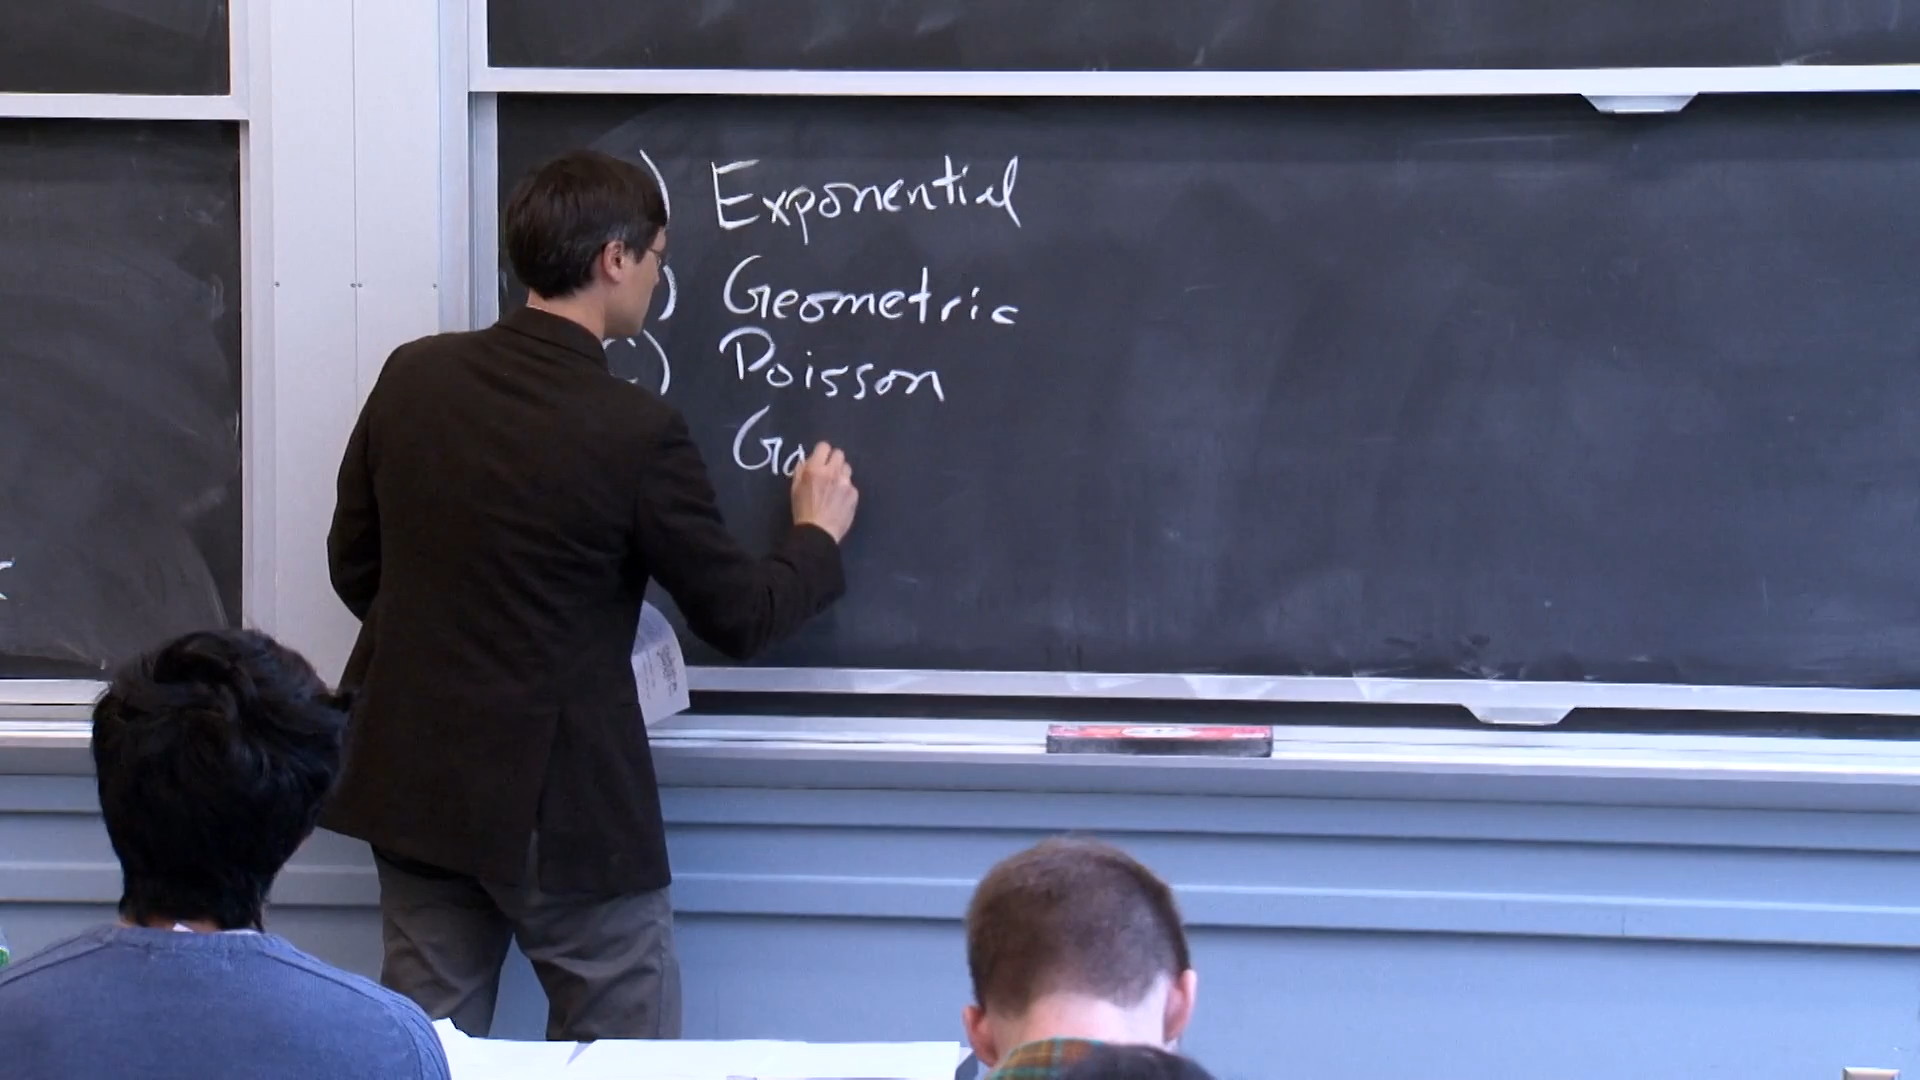 ) Exponential
) Geometric
C) Poisson
Ga